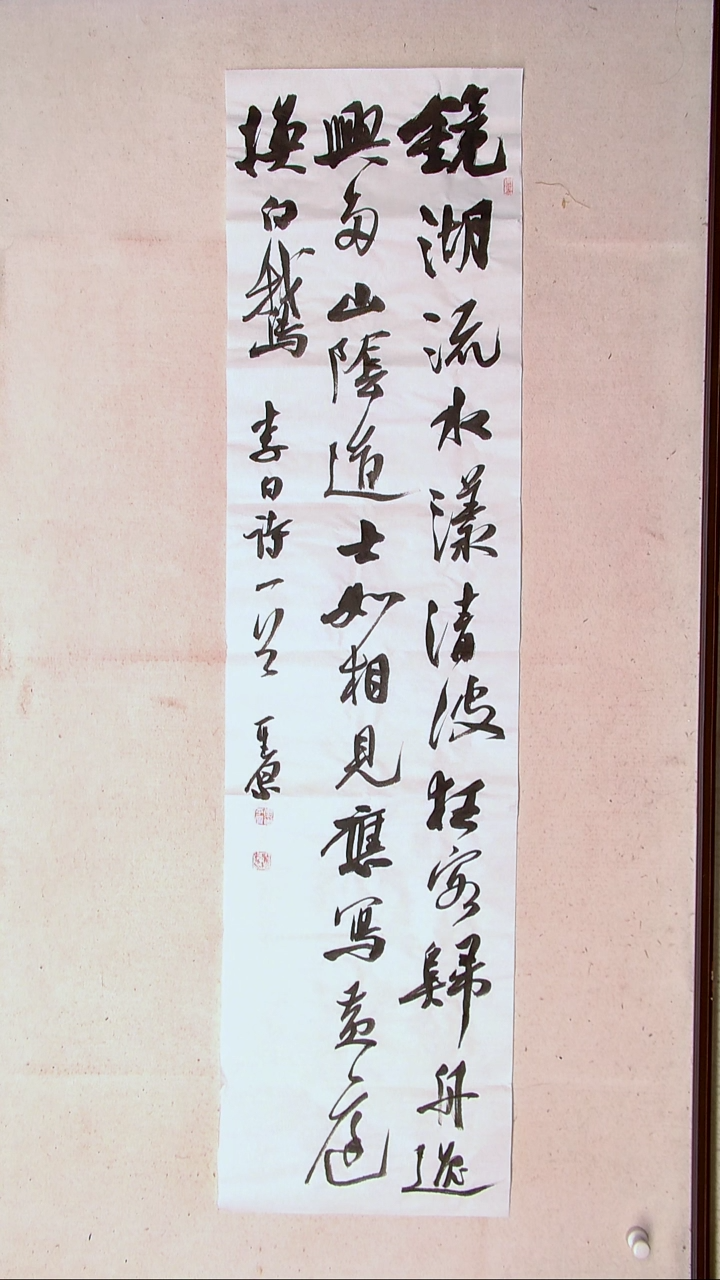 鏡湖流水漾清波狂客歸舟逸
興多山陰道士如相見應寫黃庭
換白鵝 李白詩一首